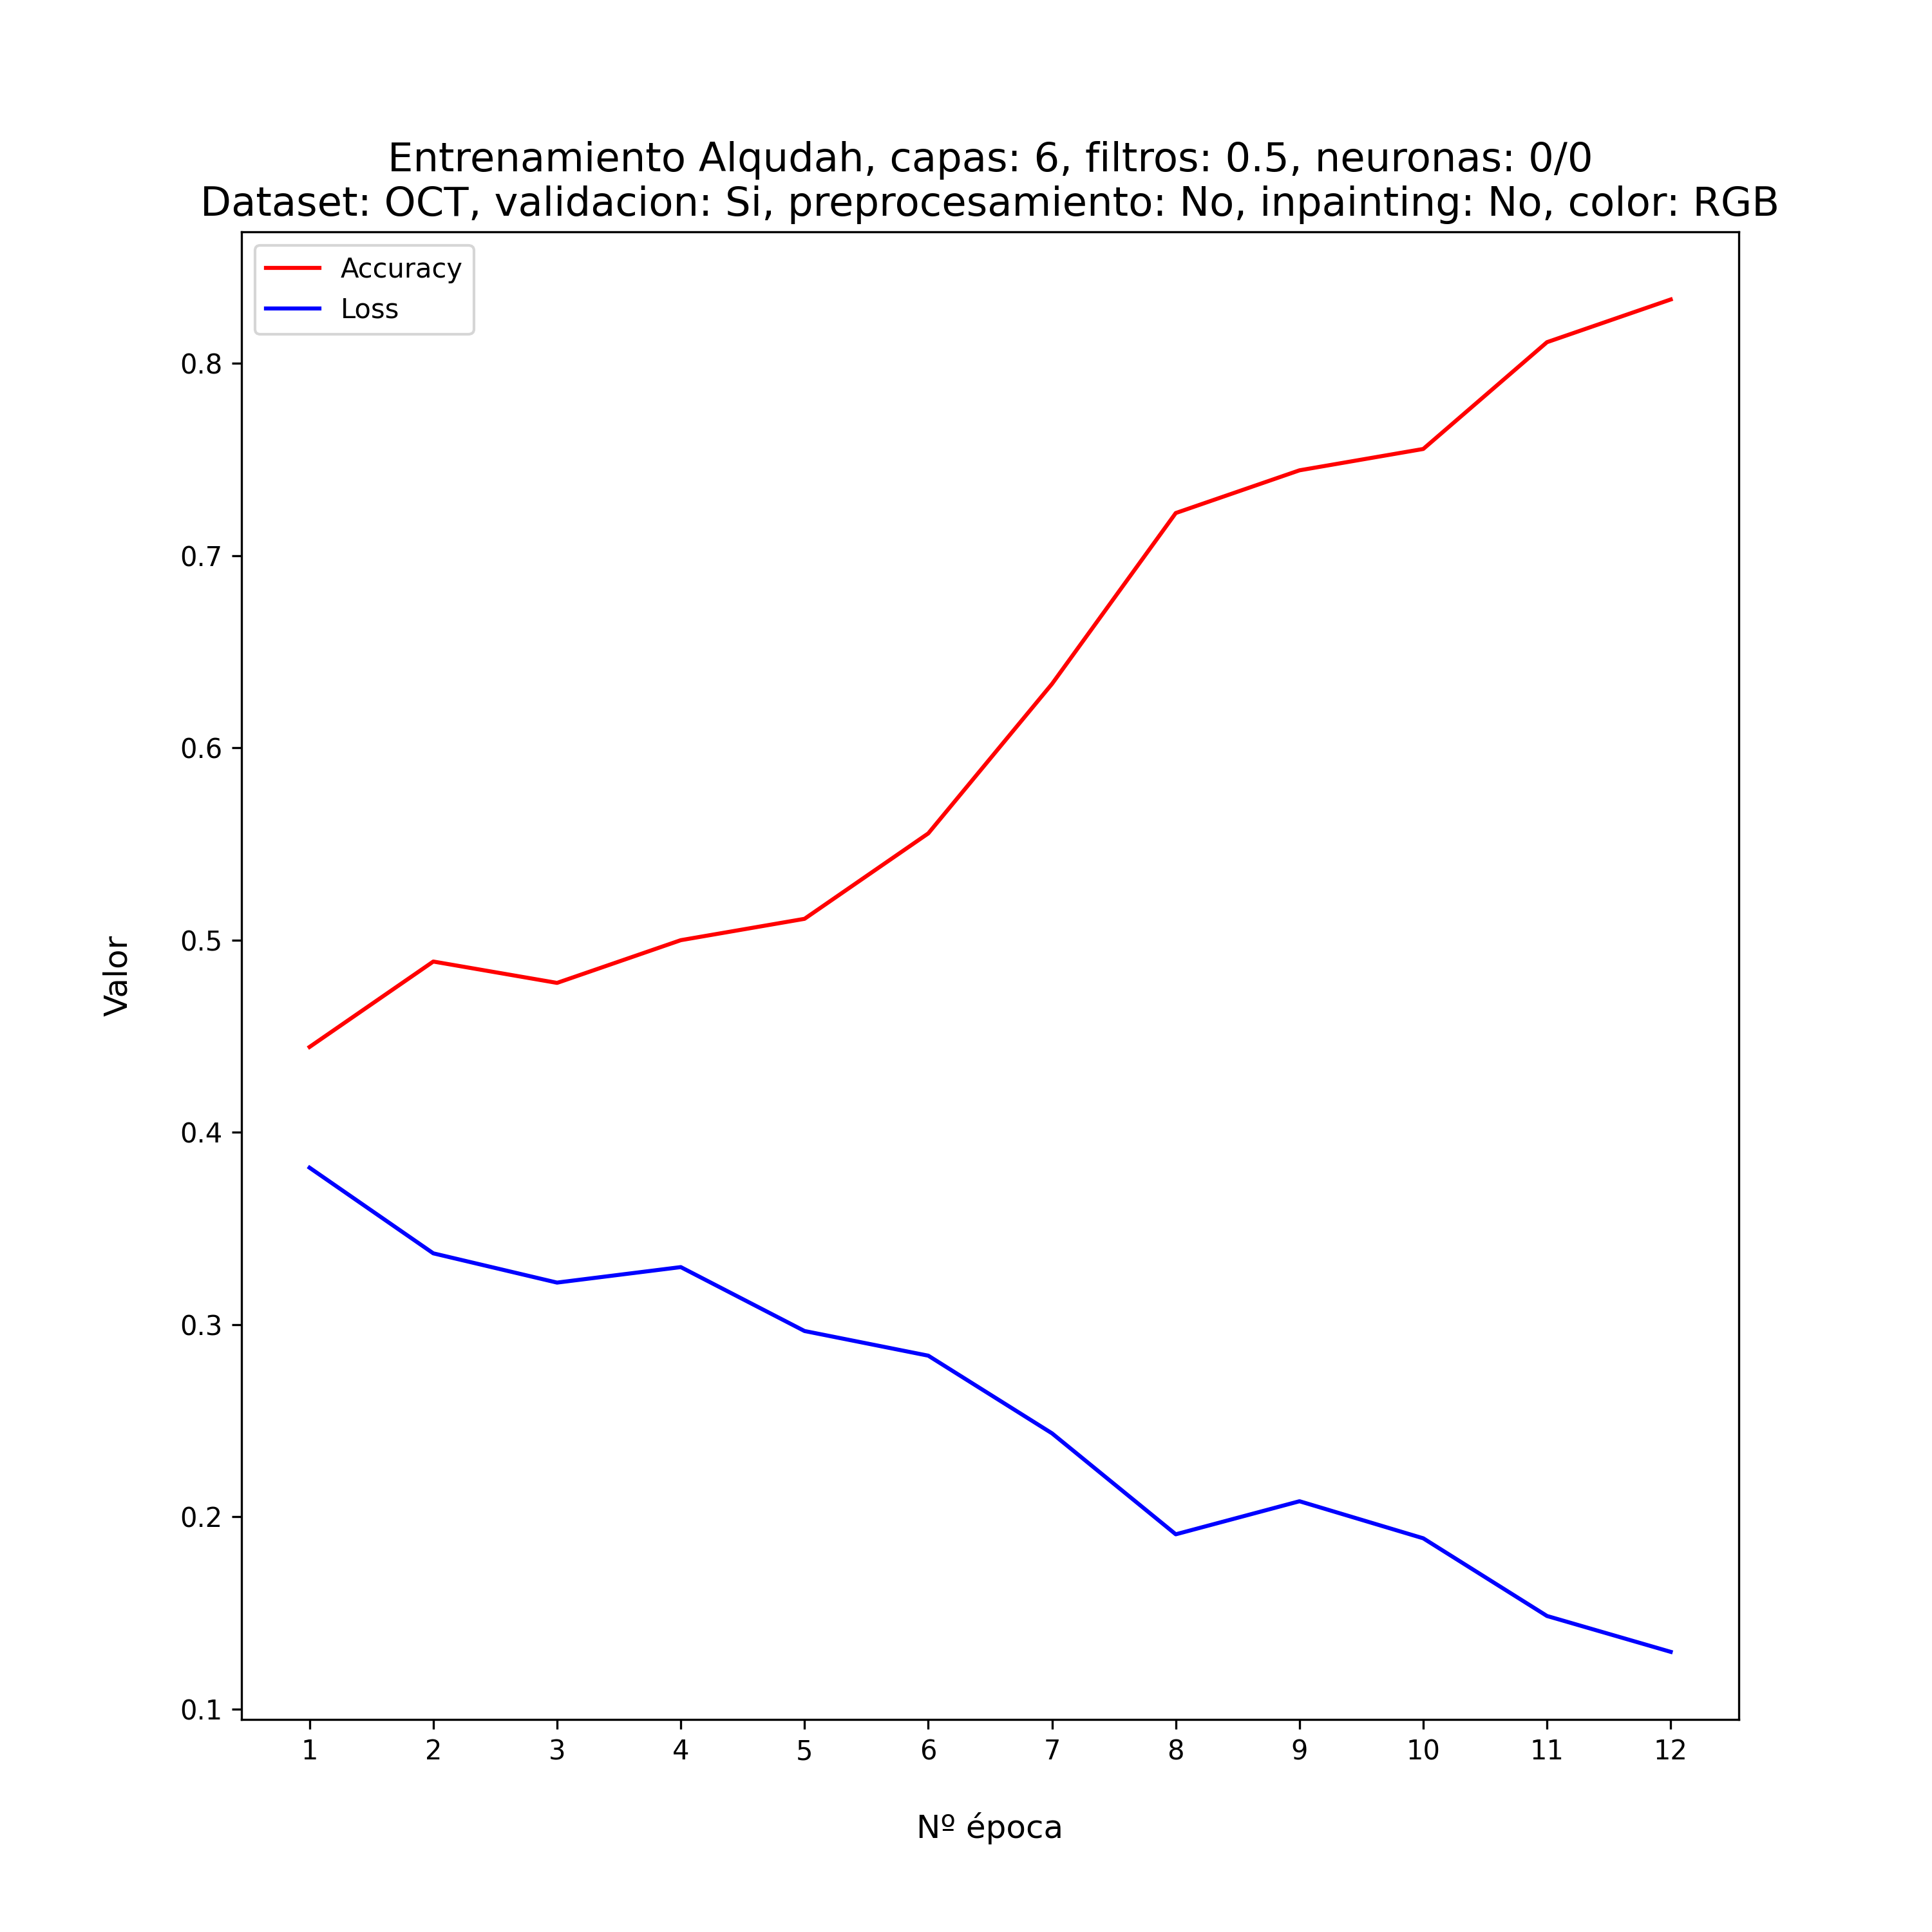 Entrenamiento Alqudah, capas: 6, filtros: 0.5, neuronas: 0/0
Dataset: OCT, validacion: Si, preprocesamiento: No, inpainting: No, color: RGB
Accuracy
Loss
0.8
0.7
0.6
0.5
0.4
0.3
0.2
0.1
Valor
1 2 3 4 5 6 7 8 9 10 11 12
Nº época